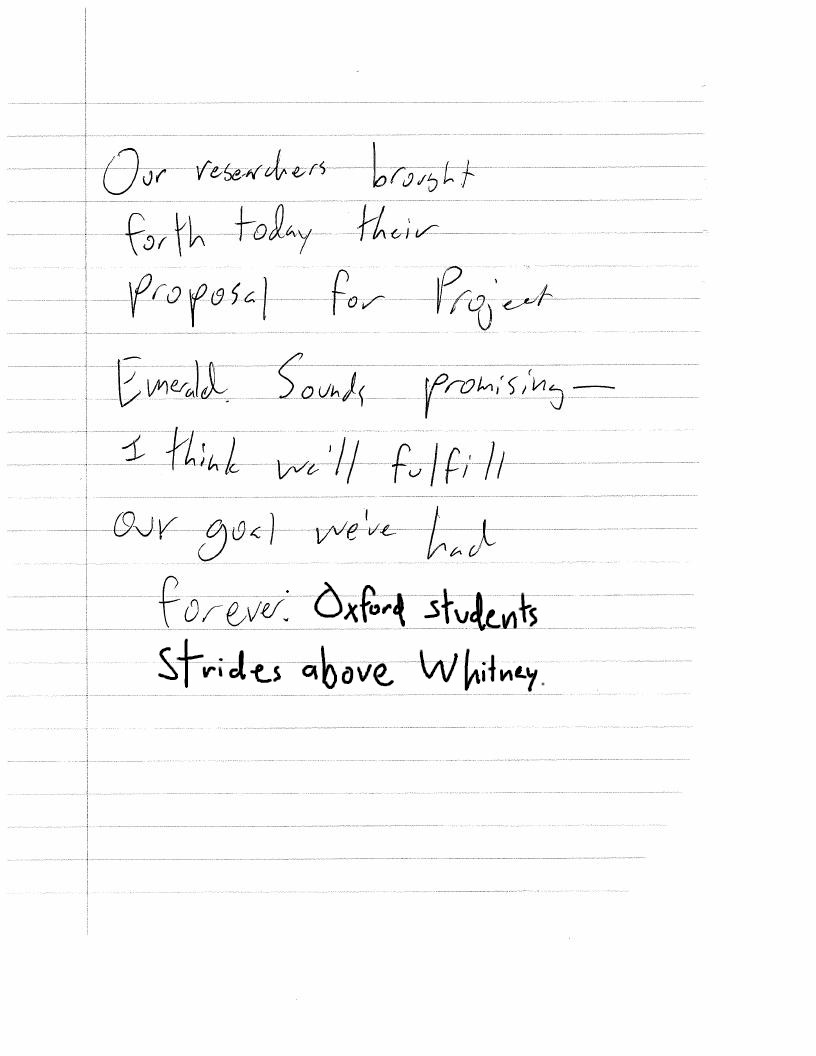 Our researchers brought
forth today their
proposal for Project
Emerald. Sounds promising—
I think we'll fulfill
our goal we've had
forever. Oxford students
strides above Whitney.